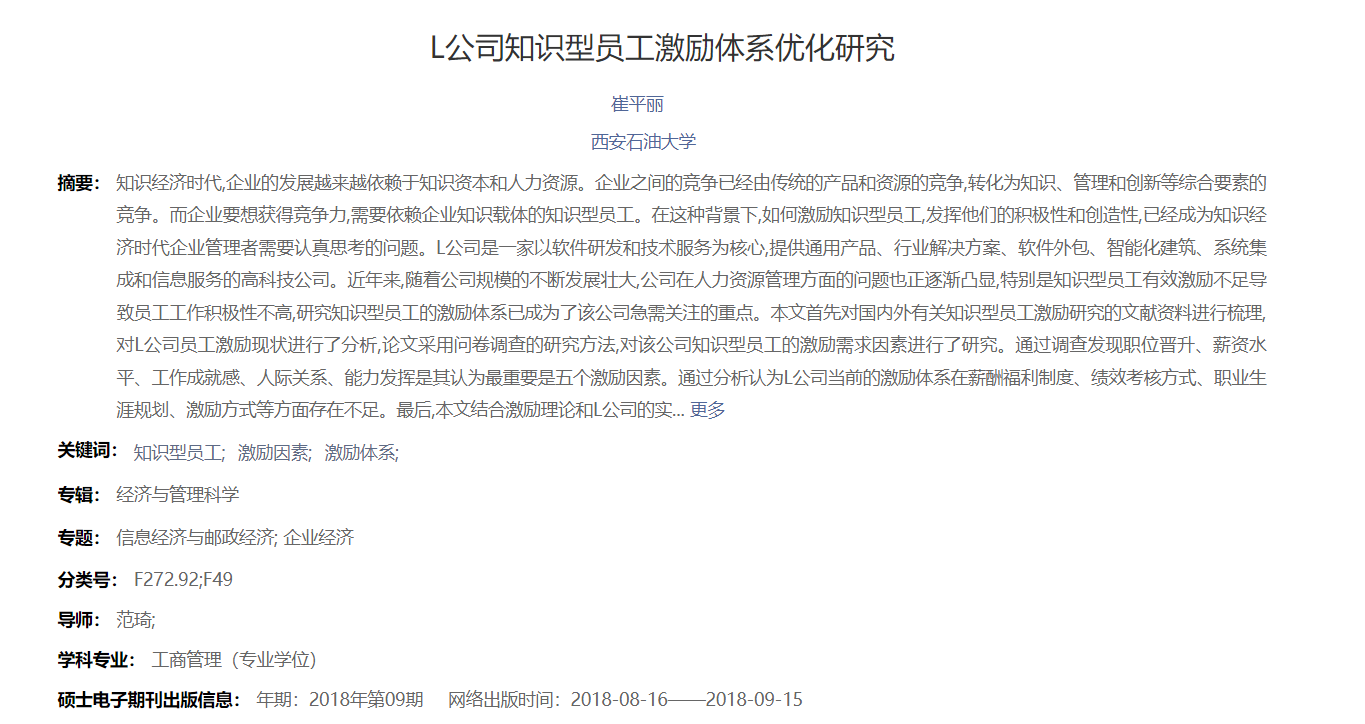 L公司知识型员工激励体系优化研究
崔平丽
西安石油大学
摘要： 知识经济时代,企业的发展越来越依赖于知识资本和人力资源。企业之间的竞争已经由传统的产品和资源的竞争,转化为知识、管理和创新等综合要素的
竞争。而企业要想获得竞争力,需要依赖企业知识载体的知识型员工。在这种背景下,如何激励知识型员工,发挥他们的积极性和创造性,已经成为知识经
济时代企业管理者需要认真思考的问题。L公司是一家以软件研发和技术服务为核心,提供通用产品、行业解决方案、软件外包、智能化建筑、系统集
成和信息服务的高科技公司。近年来,随着公司规模的不断发展壮大,公司在人力资源管理方面的问题也正逐渐凸显,特别是知识型员工有效激励不足导
致员工工作积极性不高,研究知识型员工的激励体系已成为了该公司急需关注的重点。本文首先对国内外有关知识型员工激励研究的文献资料进行梳理,
对L公司员工激励现状进行了分析,论文采用问卷调查的研究方法,对该公司知识型员工的激励需求因素进行了研究。通过调查发现职位晋升、薪资水
平、工作成就感、人际关系、能力发挥是其认为最重要是五个激励因素。通过分析认为L公司当前的激励体系在薪酬福利制度、绩效考核方式、职业生
涯规划、激励方式等方面存在不足。最后,本文结合激励理论和L公司的实... 更多
关键词： 知识型员工; 激励因素; 激励体系;
专辑： 经济与管理科学
专题： 信息经济与邮政经济; 企业经济
分类号： F272.92;F49
导师： 范琦;
学科专业： 工商管理（专业学位）
硕士电子期刊出版信息： 年期：2018年第09期 网络出版时间：2018-08-16——2018-09-15